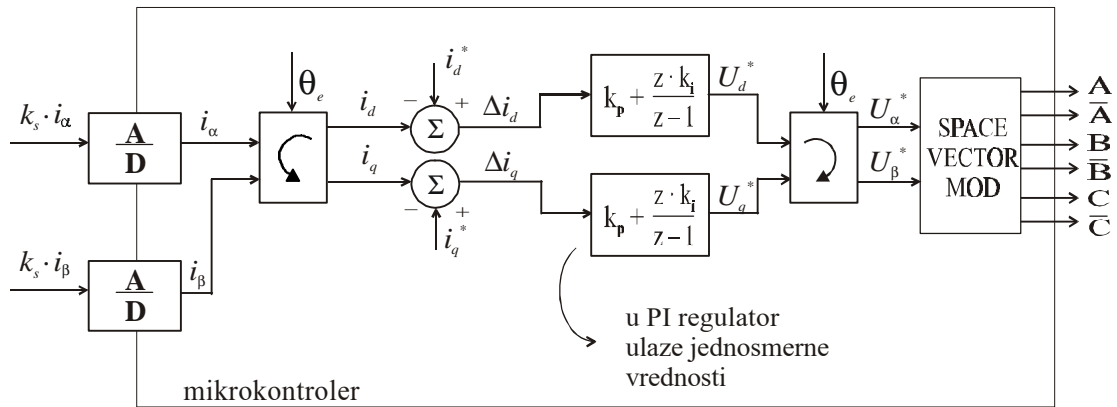 k_s · i_α
A
D
i_α
k_s · i_β
A
D
i_β
θ_e
i_d
i_q
i_d*
− +
Σ
Δi_d
Σ
Δi_q
− +
i_q*
k_p + z · k_i
z − 1
U_d*
k_p + z · k_i
z − 1
U_q*
θ_e
U_α*
U_β*
SPACE
VECTOR
MOD
A
A̅
B
B̅
C
C̅
u PI regulator
ulaze jednosmerne
vrednosti
mikrokontroler